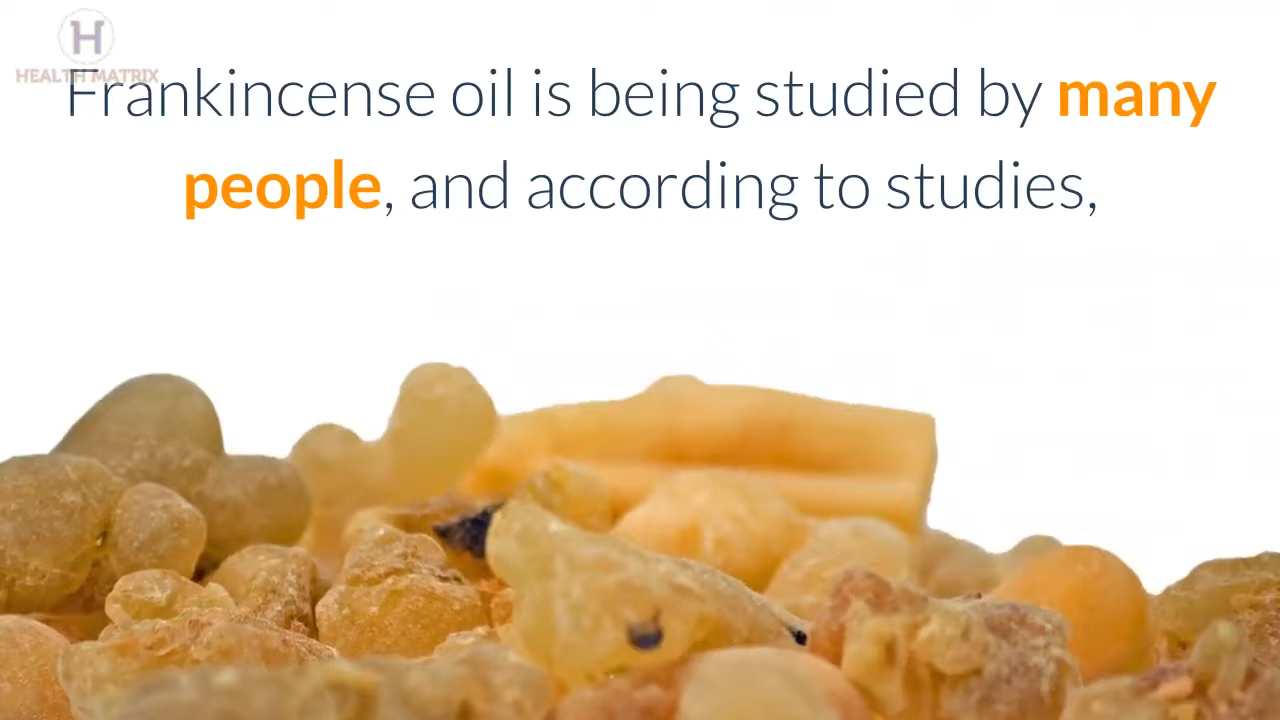 H
HEALTH MATRIX
Frankincense oil is being studied by many
people, and according to studies,